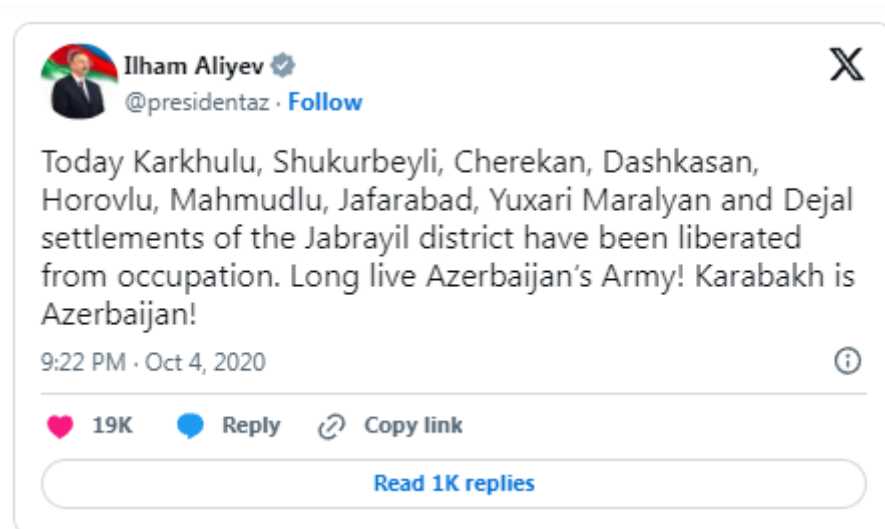 Ilham Aliyev
@presidentaz · Follow
Today Karkhulu, Shukurbeyli, Cherekan, Dashkasan,
Horovlu, Mahmudlu, Jafarabad, Yuxari Maralyan and Dejal
settlements of the Jabrayil district have been liberated
from occupation. Long live Azerbaijan’s Army! Karabakh is
Azerbaijan!
9:22 PM · Oct 4, 2020
19K Reply Copy link
Read 1K replies